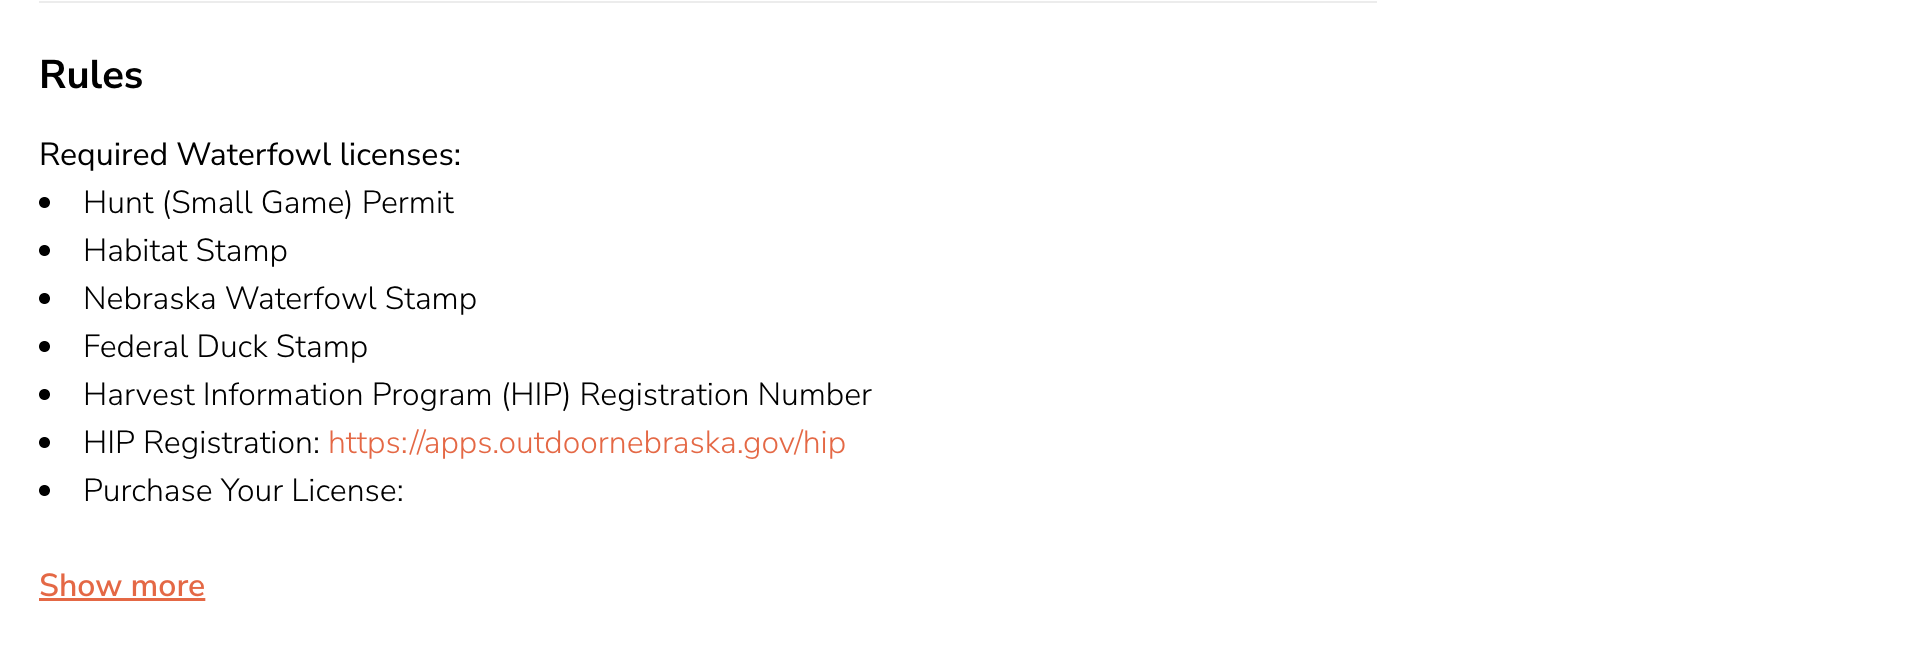 Rules
Required Waterfowl licenses:
• Hunt (Small Game) Permit
• Habitat Stamp
• Nebraska Waterfowl Stamp
• Federal Duck Stamp
• Harvest Information Program (HIP) Registration Number
• HIP Registration: https://apps.outdoornebraska.gov/hip
• Purchase Your License:
Show more